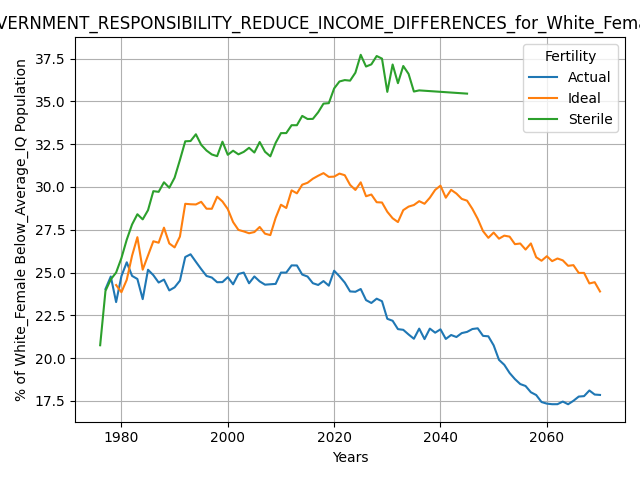 VERNMENT_RESPONSIBILITY_REDUCE_INCOME_DIFFERENCES_for_White_Fema
% of White_Female Below_Average_IQ Population
37.5
35.0
32.5
30.0
27.5
25.0
22.5
20.0
17.5
Fertility
Actual
Ideal
Sterile
1980
2000
2020
2040
2060
Years